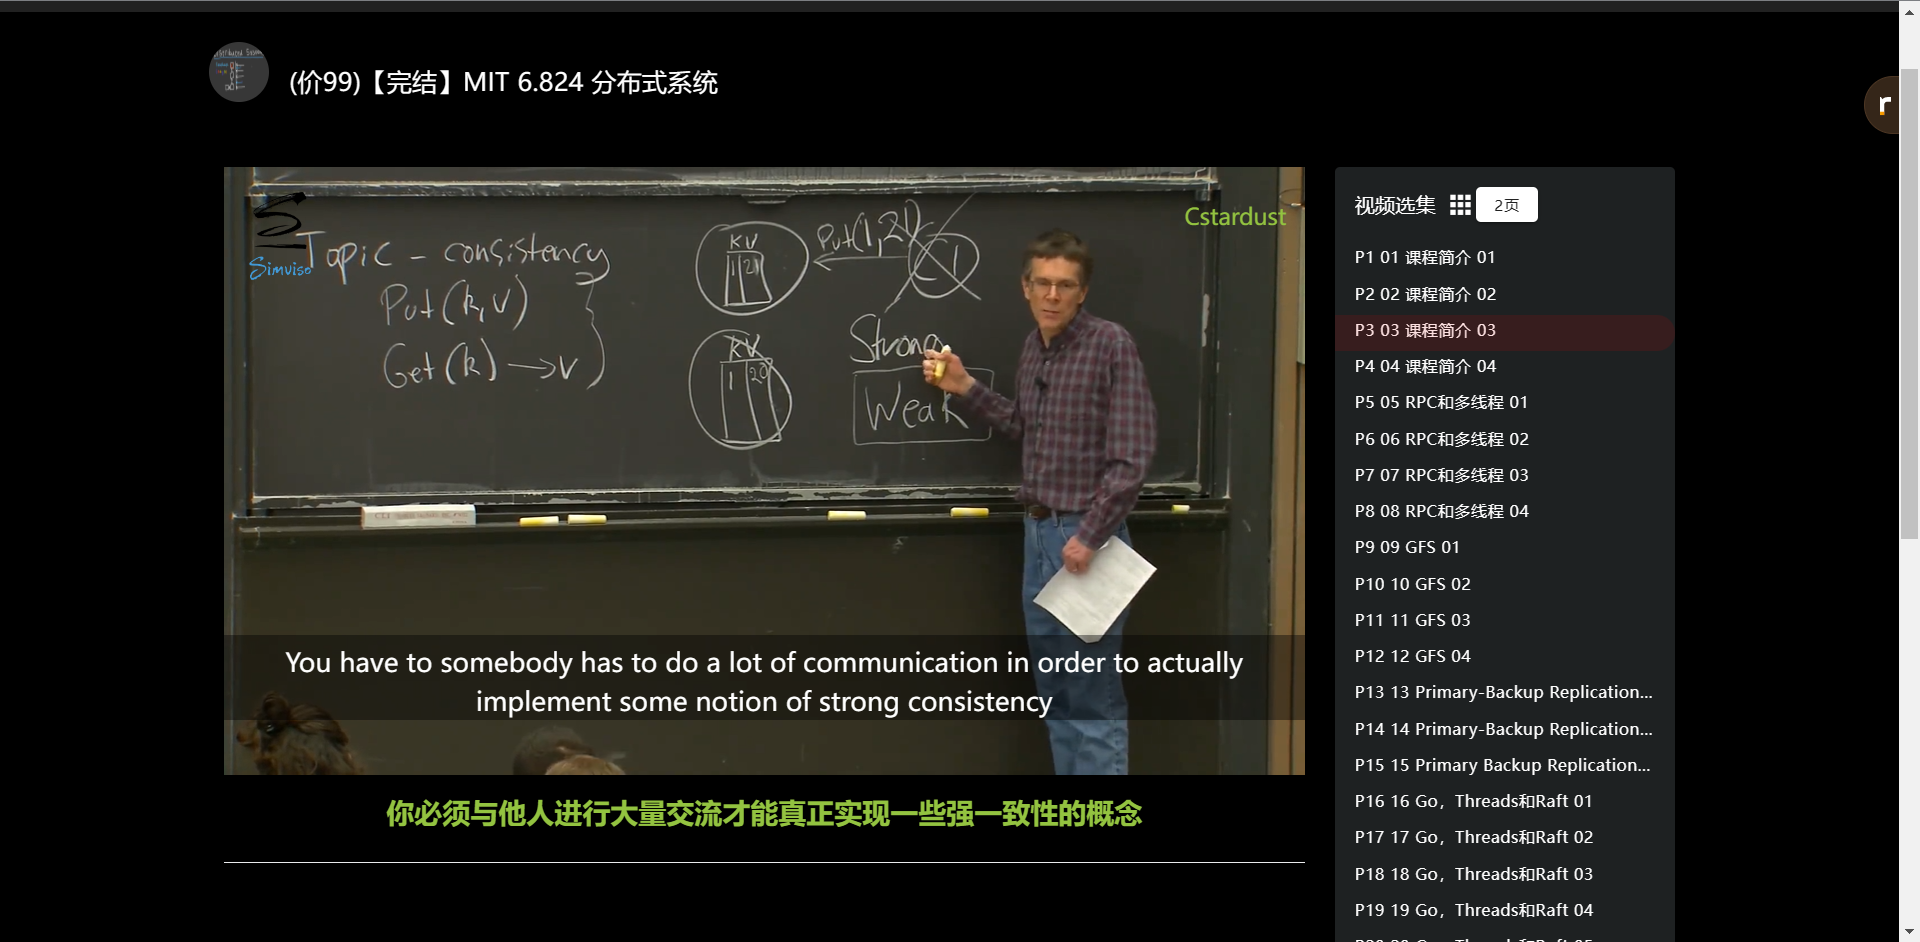 (价99)【完结】MIT 6.824 分布式系统
r
Simviso
Cstardust
Topic - consistency
Put(k,v)
Get(k) → v
KV
1 21
Put(1,21)
C1
KV
1 20
Strong
Weak
You have to somebody has to do a lot of communication in order to actually
implement some notion of strong consistency
你必须与他人进行大量交流才能真正实现一些强一致性的概念
视频选集 2页
P1 01 课程简介 01
P2 02 课程简介 02
P3 03 课程简介 03
P4 04 课程简介 04
P5 05 RPC和多线程 01
P6 06 RPC和多线程 02
P7 07 RPC和多线程 03
P8 08 RPC和多线程 04
P9 09 GFS 01
P10 10 GFS 02
P11 11 GFS 03
P12 12 GFS 04
P13 13 Primary-Backup Replication...
P14 14 Primary-Backup Replication...
P15 15 Primary Backup Replication...
P16 16 Go，Threads和Raft 01
P17 17 Go，Threads和Raft 02
P18 18 Go，Threads和Raft 03
P19 19 Go，Threads和Raft 04